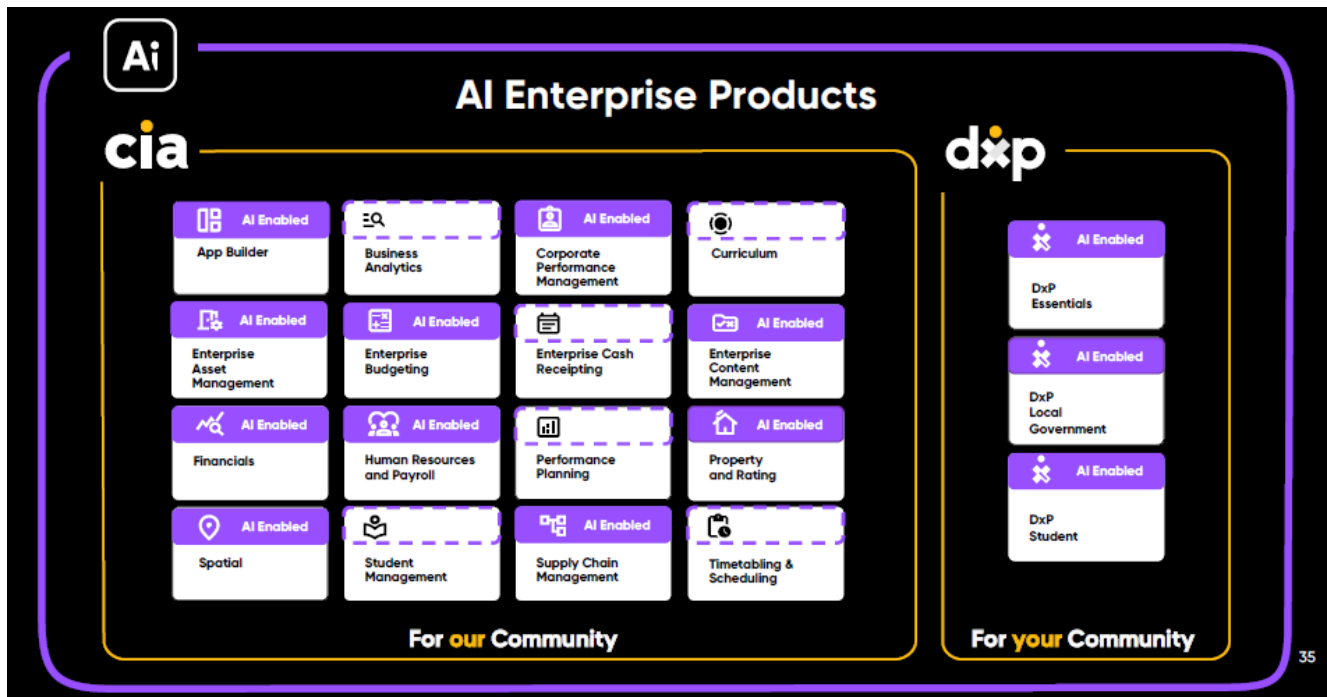 Ai
AI Enterprise Products
cia
AI Enabled
App Builder
Business
Analytics
AI Enabled
Corporate
Performance
Management
Curriculum
AI Enabled
Enterprise
Asset
Management
AI Enabled
Enterprise
Budgeting
Enterprise Cash
Receipting
AI Enabled
Enterprise
Content
Management
AI Enabled
Financials
AI Enabled
Human Resources
and Payroll
Performance
Planning
AI Enabled
Property
and Rating
AI Enabled
Spatial
Student
Management
AI Enabled
Supply Chain
Management
Timetabling &
Scheduling
For our Community
dxp
AI Enabled
DxP
Essentials
AI Enabled
DxP
Local
Government
AI Enabled
DxP
Student
For your Community
35